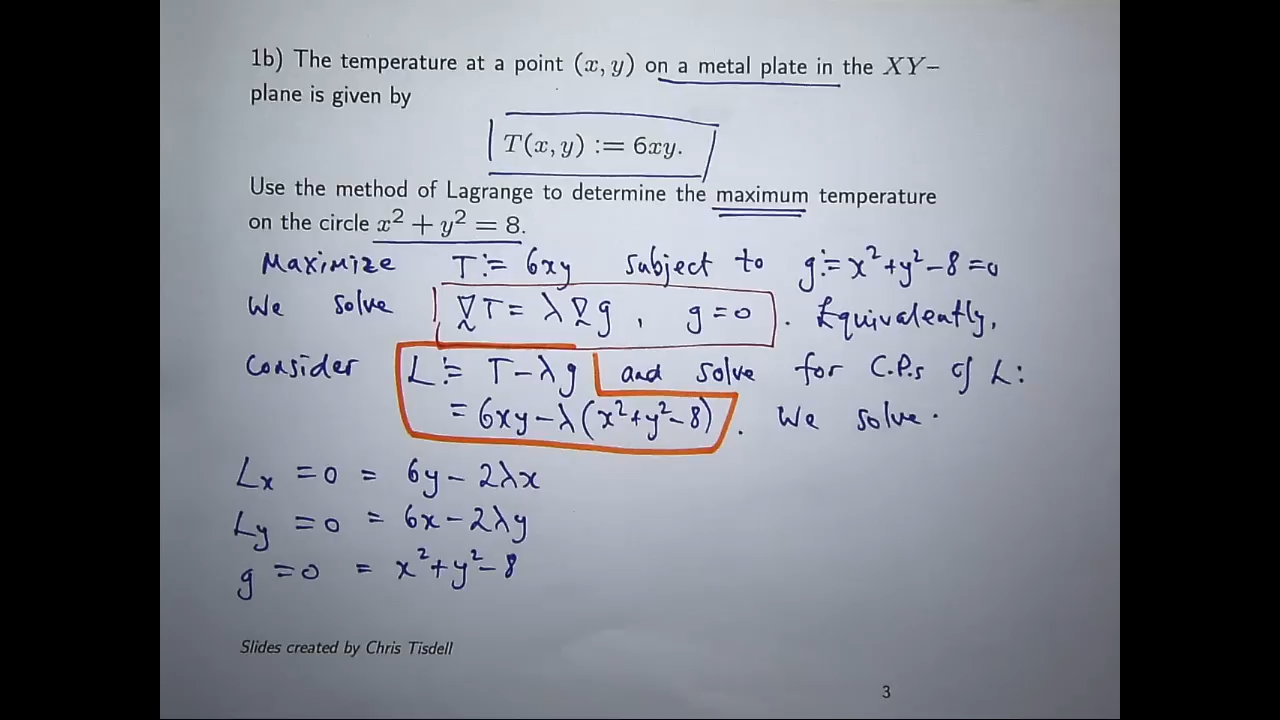 1b) The temperature at a point (x, y) on a metal plate in the XY–
plane is given by
T(x, y) := 6xy.
Use the method of Lagrange to determine the maximum temperature
on the circle x² + y² = 8.
Maximize T := 6xy subject to g := x² + y² – 8 = 0
We solve ∇T = λ∇g , g = 0 . Equivalently,
consider L := T – λg and solve for C.P.s of L:
= 6xy – λ(x² + y² – 8) . We solve.
Lx = 0 = 6y – 2λx
Ly = 0 = 6x – 2λy
g = 0 = x² + y² – 8
Slides created by Chris Tisdell
3